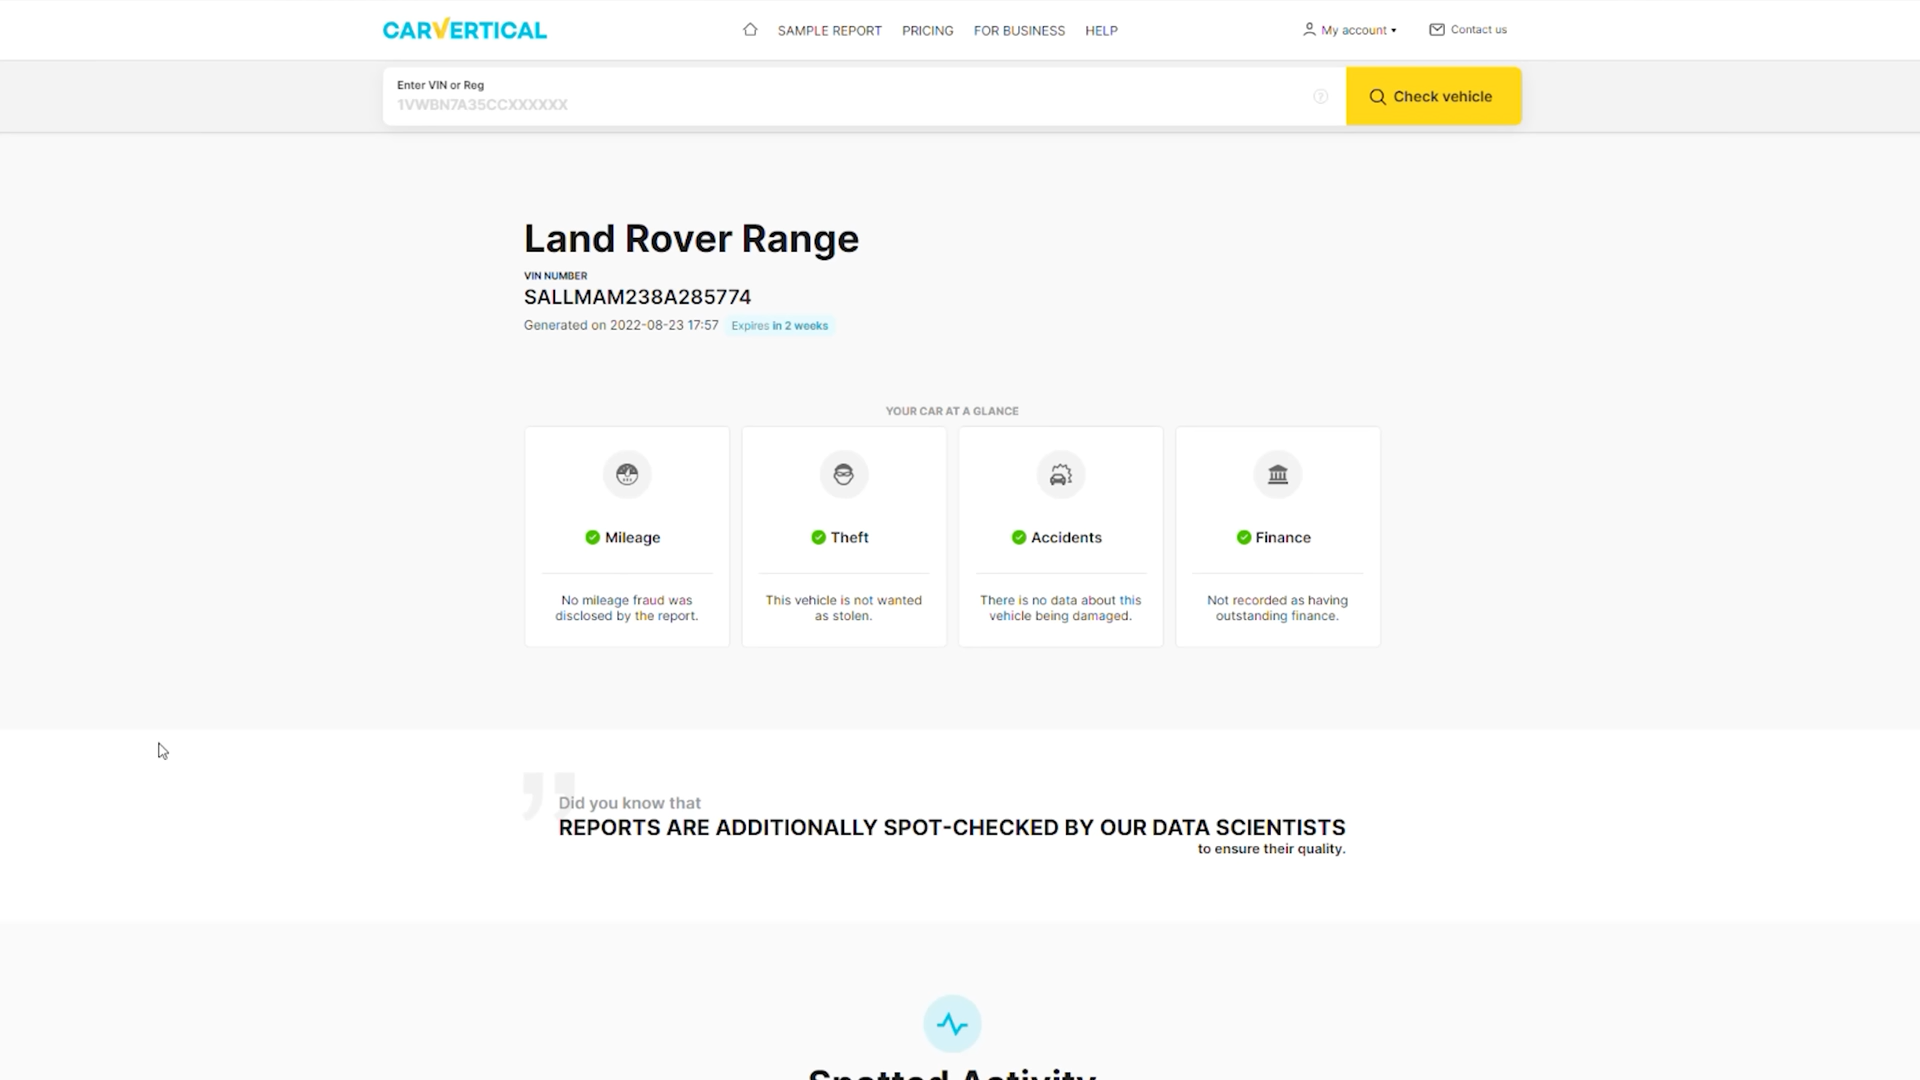 CARVERTICAL
SAMPLE REPORT
PRICING
FOR BUSINESS
HELP
My account
Contact us
Enter VIN or Reg
1VWBN7A35CCXXXXXX
Check vehicle
Land Rover Range
VIN NUMBER
SALLMAM238A285774
Generated on 2022-08-23 17:57 Expires in 2 weeks
YOUR CAR AT A GLANCE
Mileage
No mileage fraud was
disclosed by the report.
Theft
This vehicle is not wanted
as stolen.
Accidents
There is no data about this
vehicle being damaged.
Finance
Not recorded as having
outstanding finance.
Did you know that
REPORTS ARE ADDITIONALLY SPOT-CHECKED BY OUR DATA SCIENTISTS
to ensure their quality.
Spotted Activity